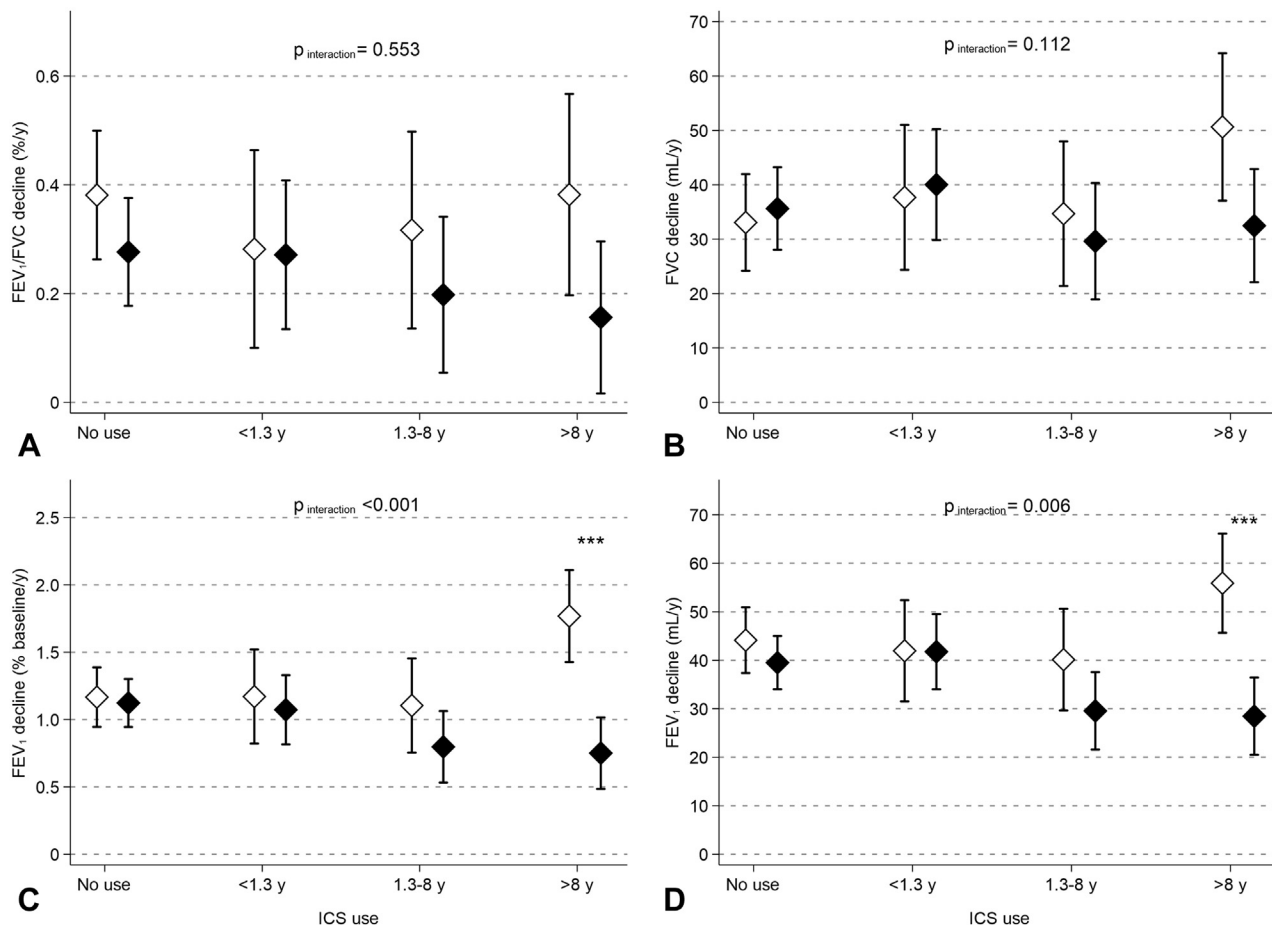 p interaction = 0.553
FEV₁/FVC decline (%/y)
0.6
0.4
0.2
0
No use <1.3 y 1.3-8 y >8 y
A
p interaction = 0.112
FVC decline (mL/y)
70
60
50
40
30
20
10
0
No use <1.3 y 1.3-8 y >8 y
B
p interaction <0.001
***
FEV₁ decline (% baseline/y)
2.5
2.0
1.5
1.0
0.5
0
No use <1.3 y 1.3-8 y >8 y
C
ICS use
p interaction = 0.006
***
FEV₁ decline (mL/y)
70
60
50
40
30
20
10
0
No use <1.3 y 1.3-8 y >8 y
D
ICS use